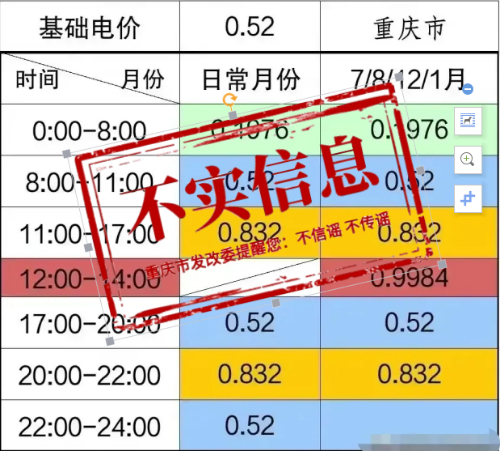 基础电价 0.52 重庆市
时间 月份 日常月份 7/8/12/1月
0:00-8:00 0.1976 0.1976
8:00-11:00 0.52 0.52
11:00-17:00 0.832 0.832
12:00-14:00 0.9984
17:00-20:00 0.52 0.52
20:00-22:00 0.832 0.832
22:00-24:00 0.52
不实信息
重庆市发改委提醒您：不信谣 不传谣